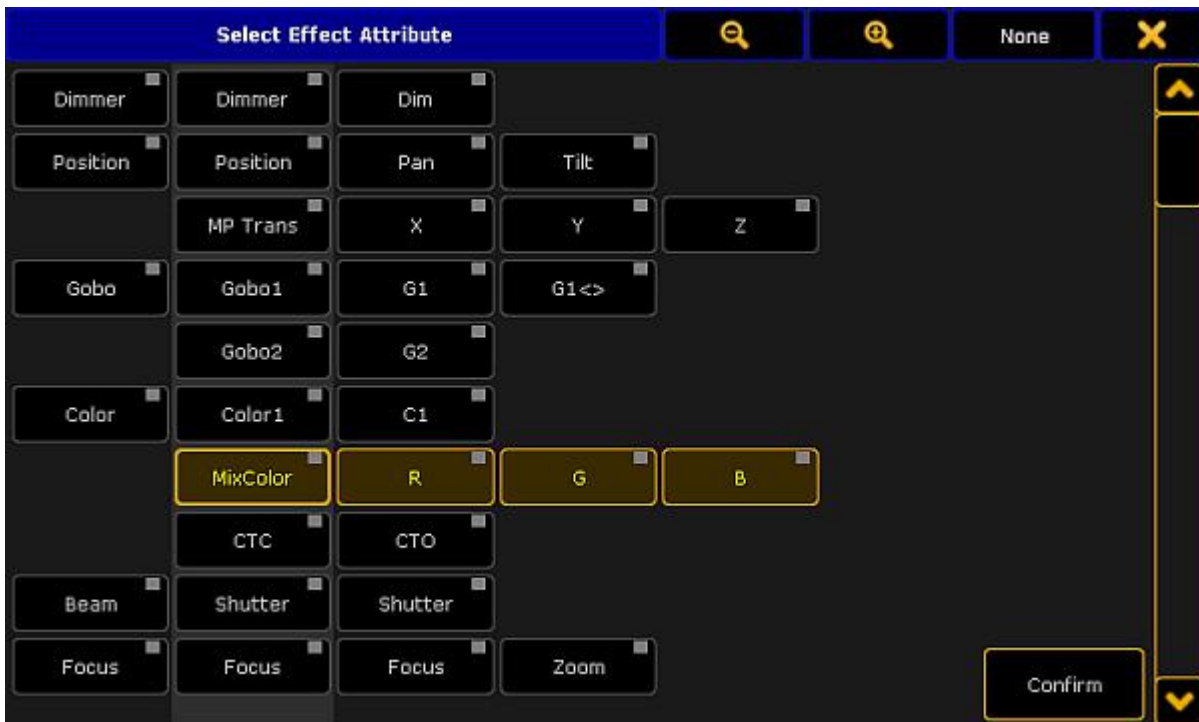 Select Effect Attribute None
Dimmer Dimmer Dim
Position Position Pan Tilt
MP Trans X Y Z
Gobo Gobo1 G1 G1<>
Gobo2 G2
Color Color1 C1
MixColor R G B
CTC CTO
Beam Shutter Shutter
Focus Focus Focus Zoom
Confirm